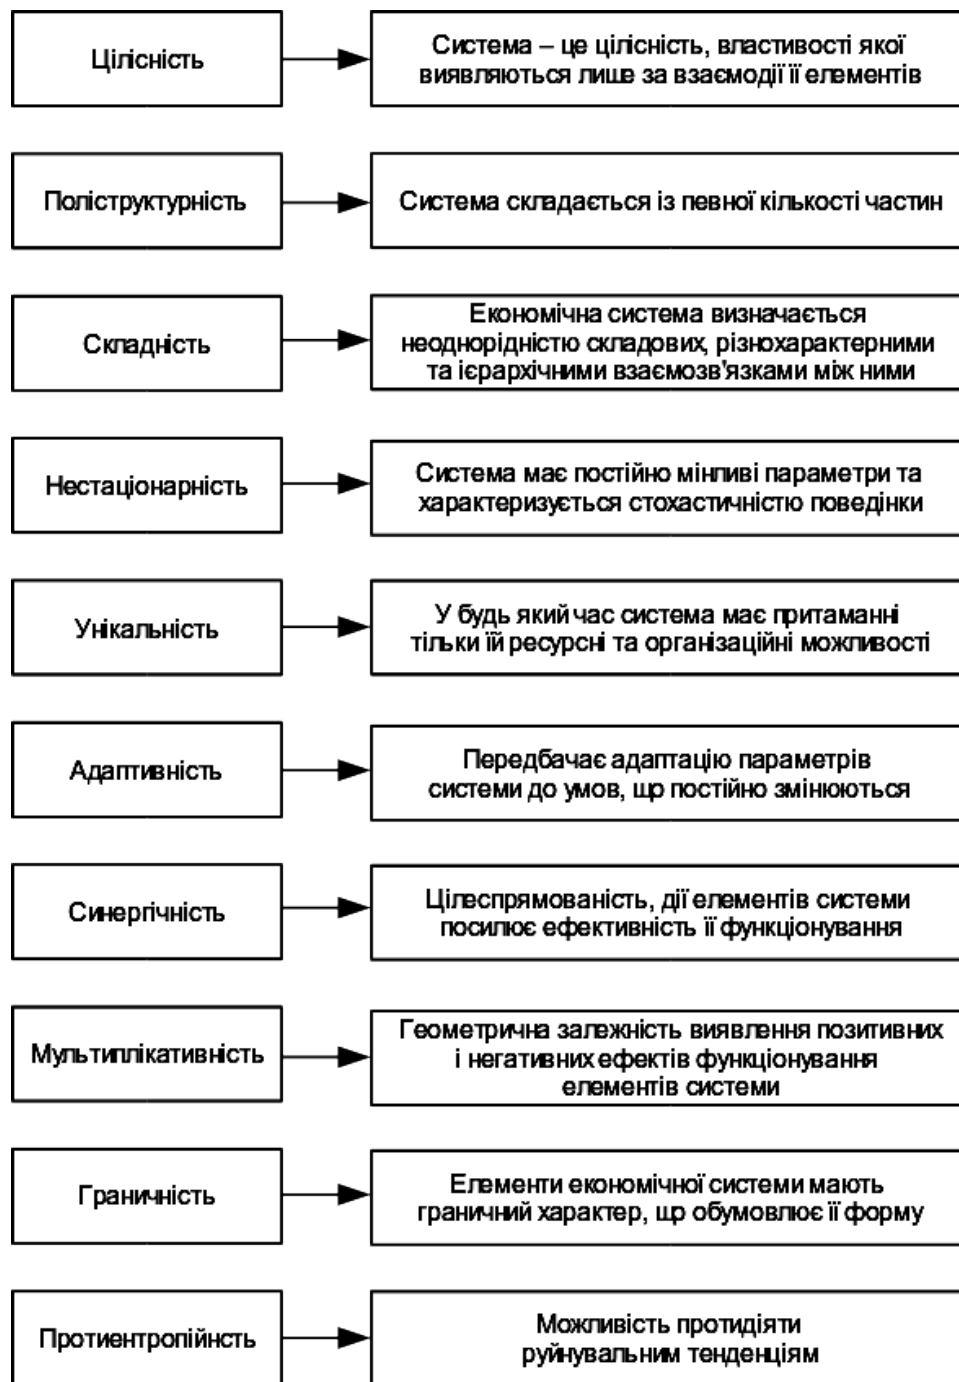 Цілісність
Система – це цілісність, властивості якої
виявляються лише за взаємодії її елементів
Поліструктурність
Система складається із певної кількості частин
Складність
Економічна система визначається
неоднорідністю складових, різнохарактерними
та ієрархічними взаємозв'язками між ними
Нестаціонарність
Система має постійно мінливі параметри та
характеризується стохастичністю поведінки
Унікальність
У будь який час система має притаманні
тільки їй ресурсні та організаційні можливості
Адаптивність
Передбачає адаптацію параметрів
системи до умов, що постійно змінюються
Синергічність
Цілеспрямованість, дії елементів системи
посилює ефективність її функціонування
Мультиплікативність
Геометрична залежність виявлення позитивних
і негативних ефектів функціонування
елементів системи
Граничність
Елементи економічної системи мають
граничний характер, що обумовлює її форму
Протиентропійнсть
Можливість протидіяти
руйнувальним тенденціям